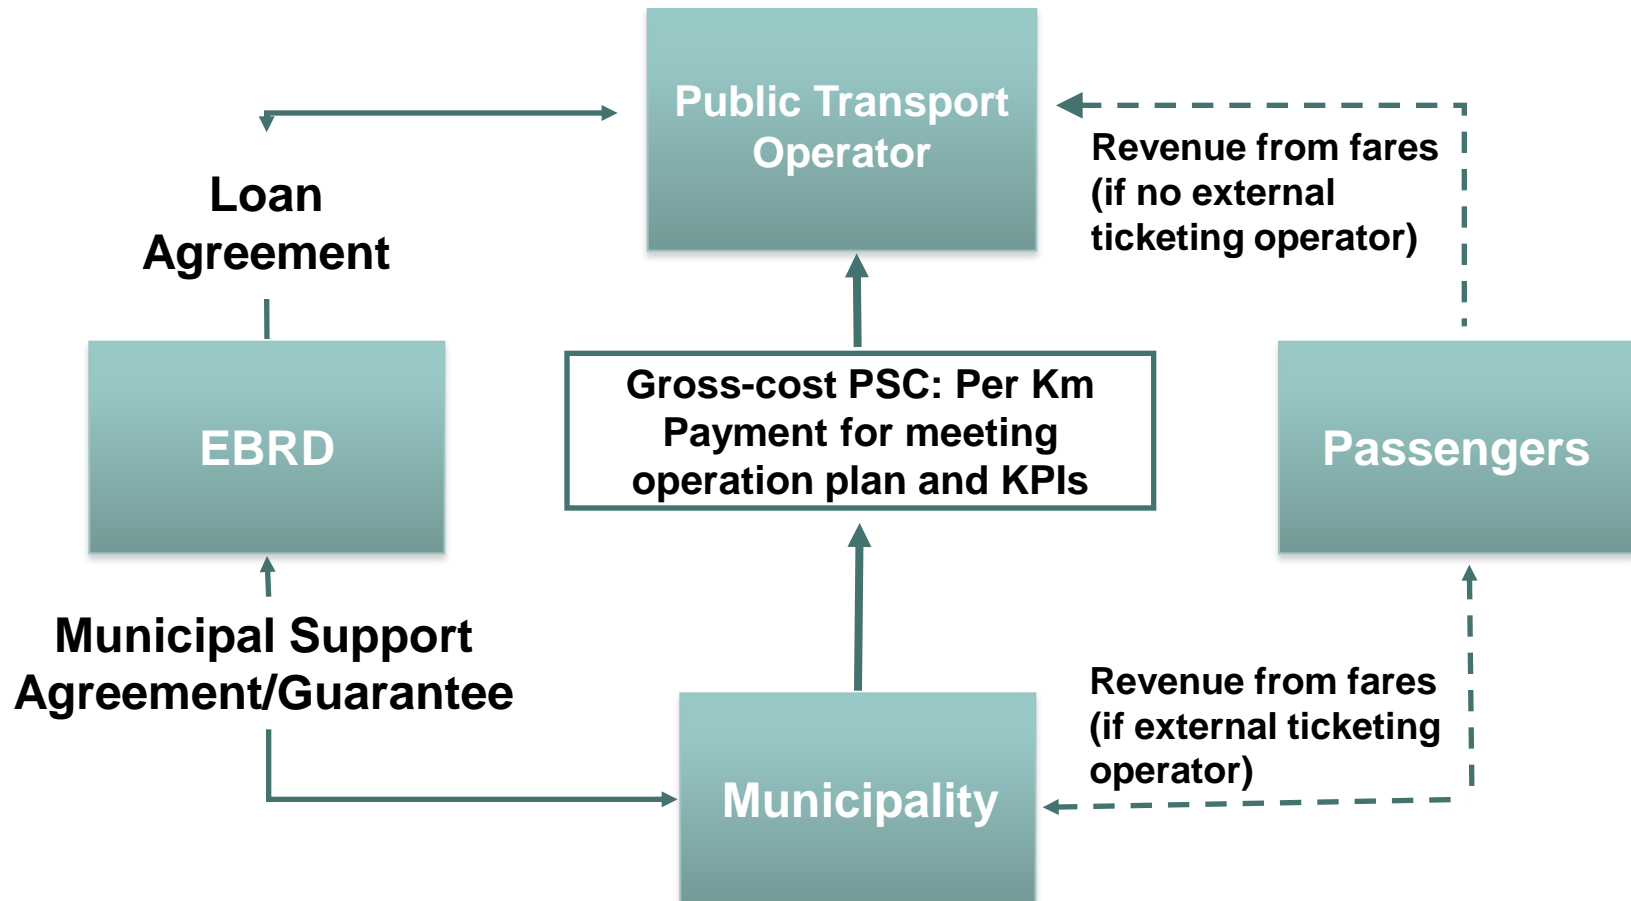 Public Transport
Operator
Revenue from fares
(if no external
ticketing operator)
Loan
Agreement
Gross-cost PSC: Per Km
Payment for meeting
operation plan and KPIs
EBRD
Passengers
Municipal Support
Agreement/Guarantee
Revenue from fares
(if external ticketing
operator)
Municipality